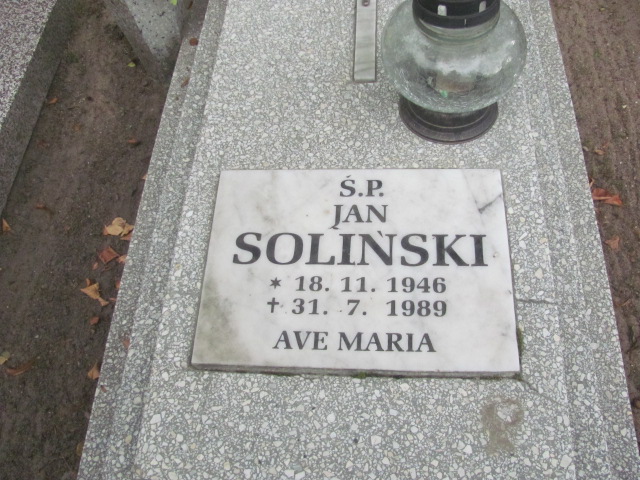 Ś.P.
JAN
SOLIŃSKI
* 18. 11. 1946
† 31. 7. 1989
AVE MARIA